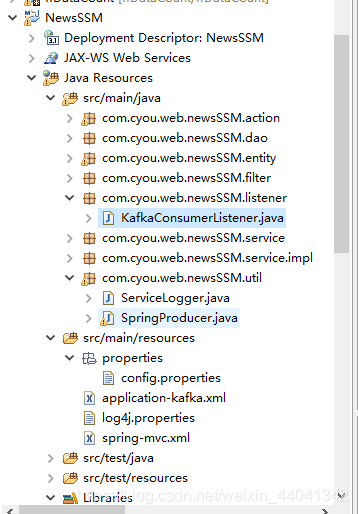 NewsSSM
Deployment Descriptor: NewsSSM
JAX-WS Web Services
Java Resources
src/main/java
com.cyou.web.newsSSM.action
com.cyou.web.newsSSM.dao
com.cyou.web.newsSSM.entity
com.cyou.web.newsSSM.filter
com.cyou.web.newsSSM.listener
KafkaConsumerListener.java
com.cyou.web.newsSSM.service
com.cyou.web.newsSSM.service.impl
com.cyou.web.newsSSM.util
ServiceLogger.java
SpringProducer.java
src/main/resources
properties
config.properties
application-kafka.xml
log4j.properties
spring-mvc.xml
src/test/java
src/test/resources
Libraries